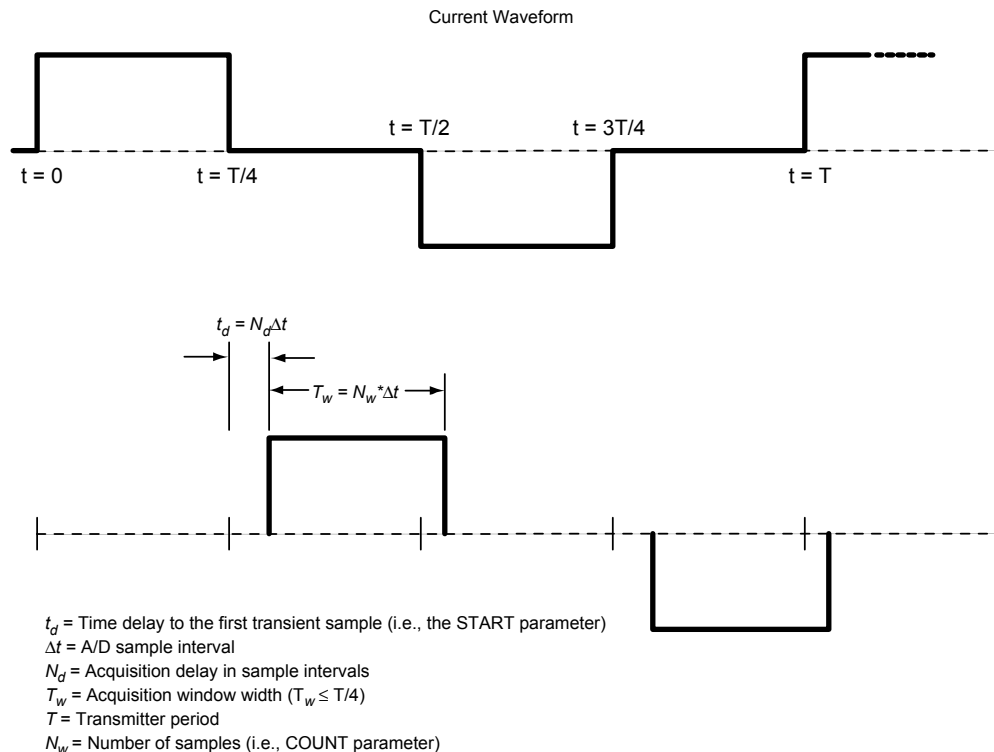 Current Waveform
t = T/2
t = 3T/4
t = 0
t = T/4
t = T
t_d = N_dΔt
T_w = N_w*Δt
t_d = Time delay to the first transient sample (i.e., the START parameter)
Δt = A/D sample interval
N_d = Acquisition delay in sample intervals
T_w = Acquisition window width (T_w ≤ T/4)
T = Transmitter period
N_w = Number of samples (i.e., COUNT parameter)